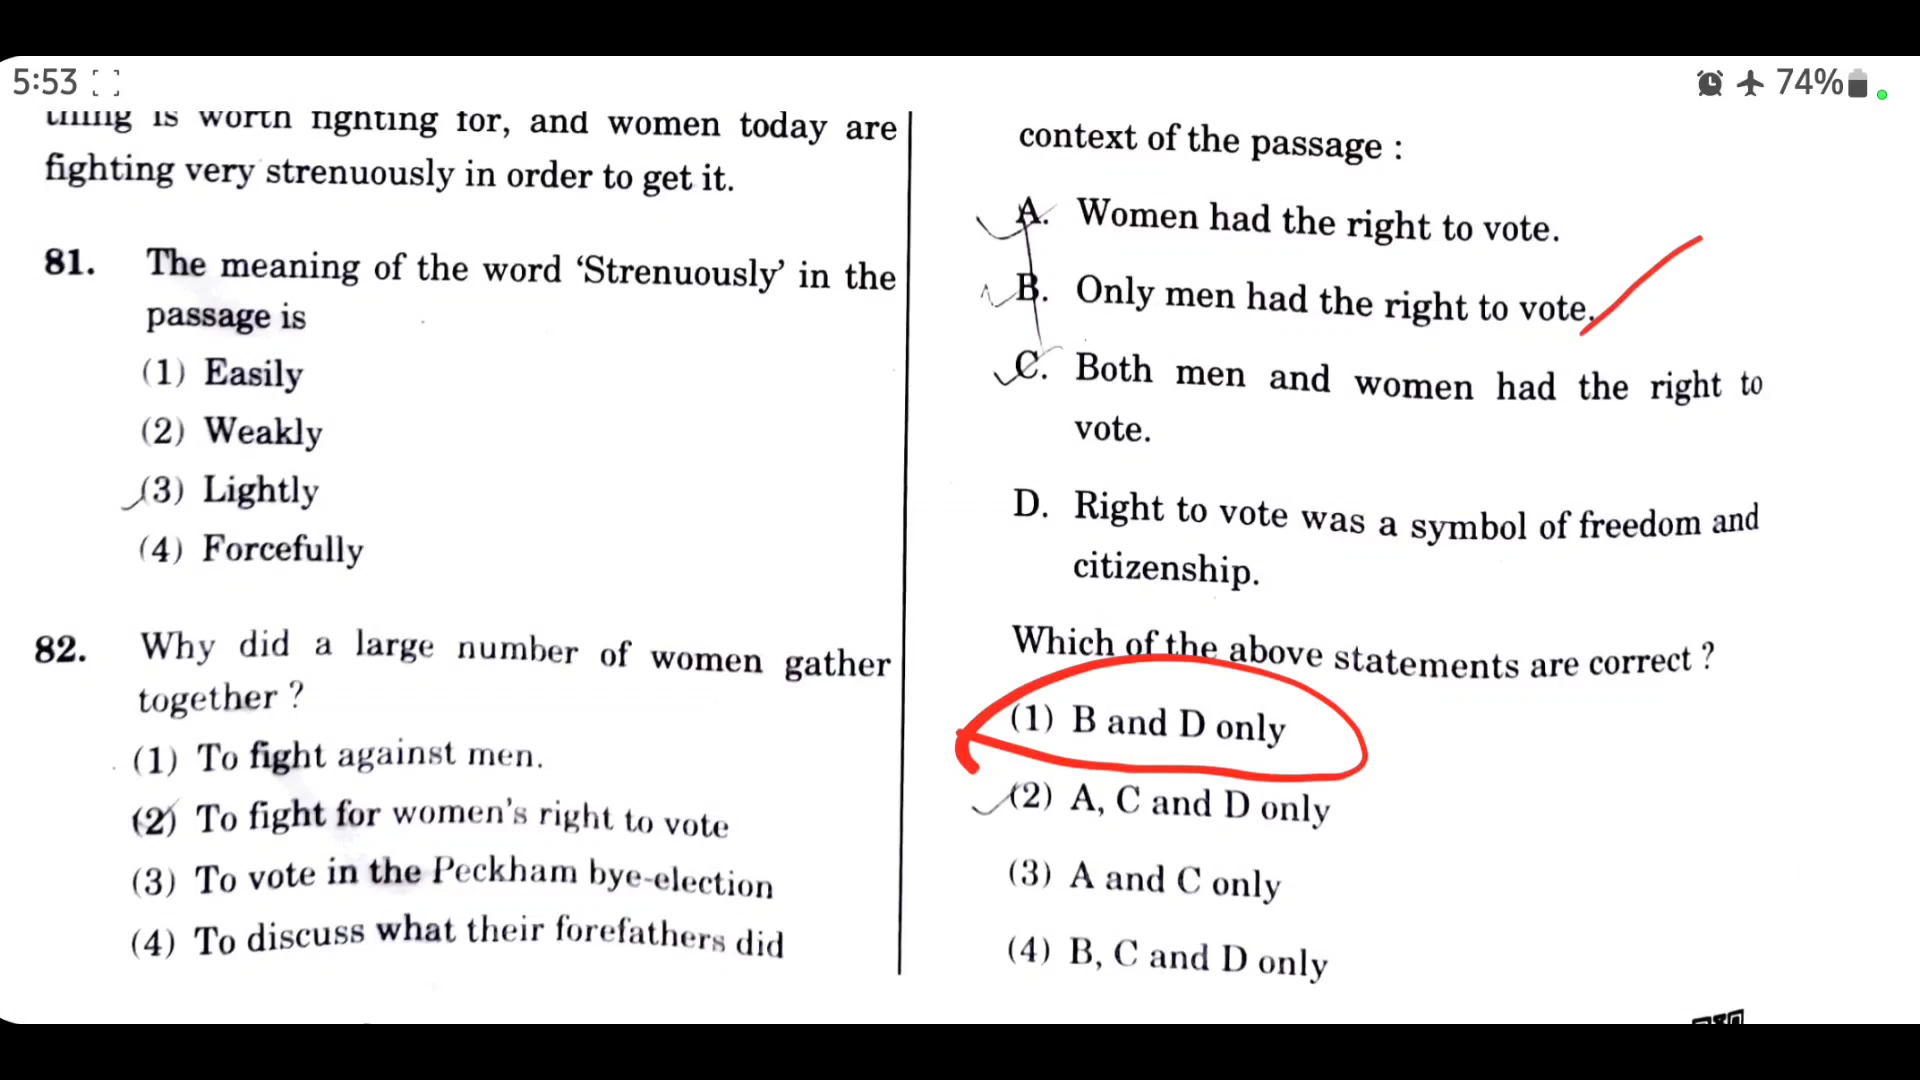 5:53
74%
thing is worth fighting for, and women today are
fighting very strenuously in order to get it.
81. The meaning of the word ‘Strenuously’ in the
passage is
(1) Easily
(2) Weakly
(3) Lightly
(4) Forcefully
82. Why did a large number of women gather
together ?
(1) To fight against men.
(2) To fight for women's right to vote
(3) To vote in the Peckham bye-election
(4) To discuss what their forefathers did
context of the passage :
A. Women had the right to vote.
B. Only men had the right to vote.
C. Both men and women had the right to
vote.
D. Right to vote was a symbol of freedom and
citizenship.
Which of the above statements are correct ?
(1) B and D only
(2) A, C and D only
(3) A and C only
(4) B, C and D only